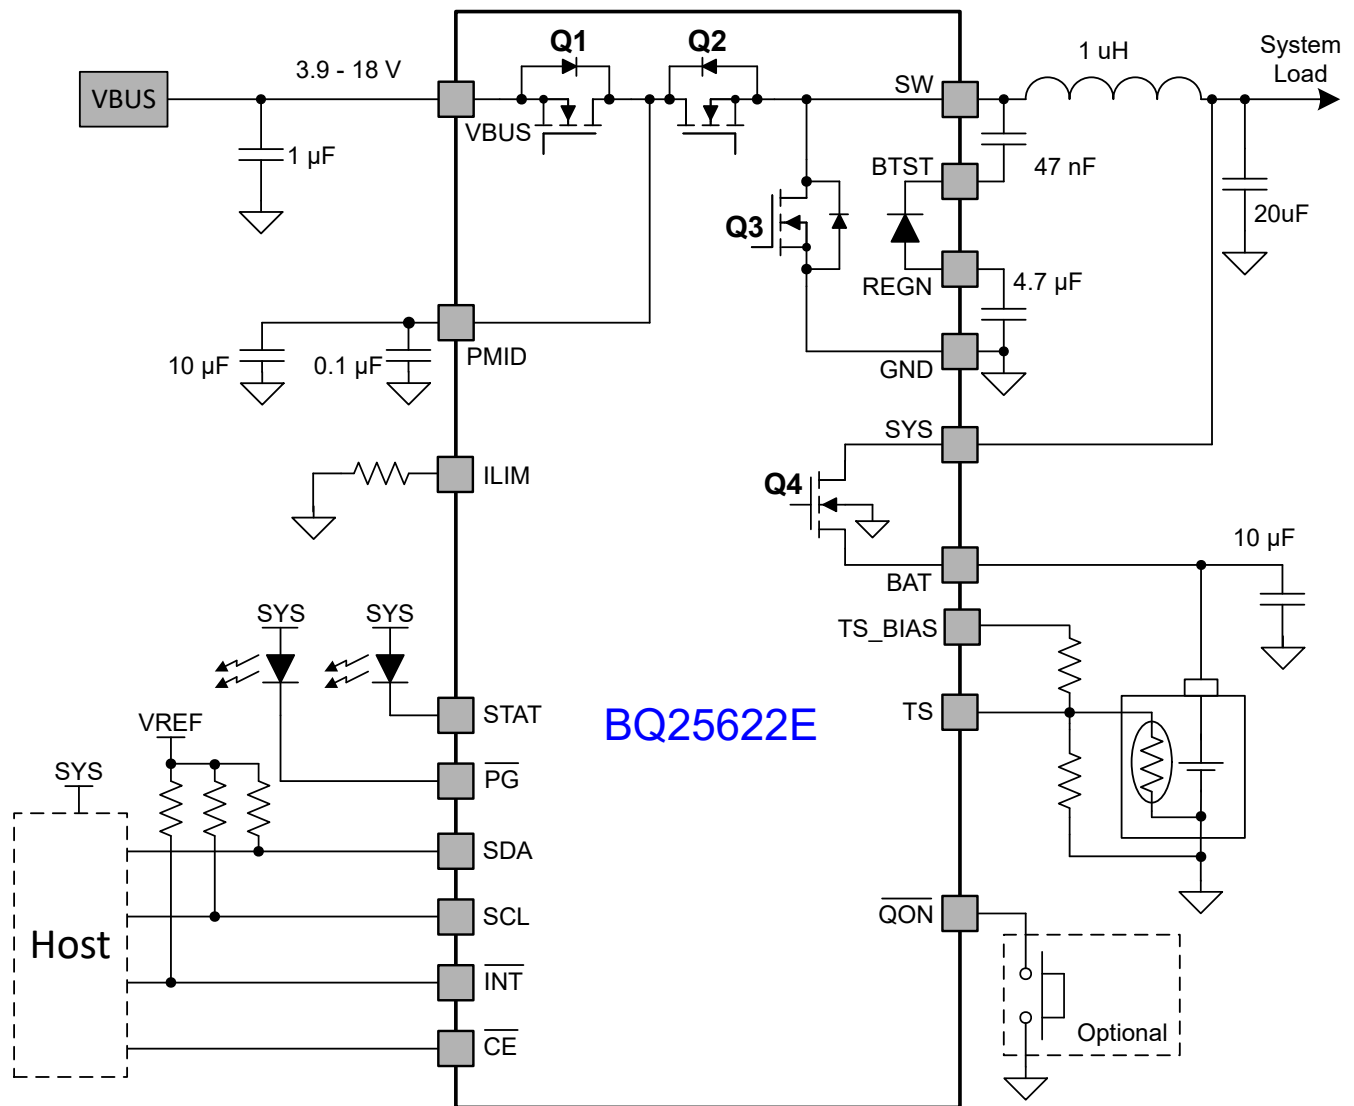 Q1
Q2
VBUS
3.9 - 18 V
VBUS
SW
1 uH
System
Load
1 µF
BTST
47 nF
20uF
Q3
REGN
4.7 µF
PMID
10 µF
0.1 µF
GND
SYS
ILIM
Q4
BAT
10 µF
TS_BIAS
SYS
SYS
STAT
BQ25622E
TS
VREF
PG
SYS
SDA
SCL
QON
Host
INT
Optional
CE